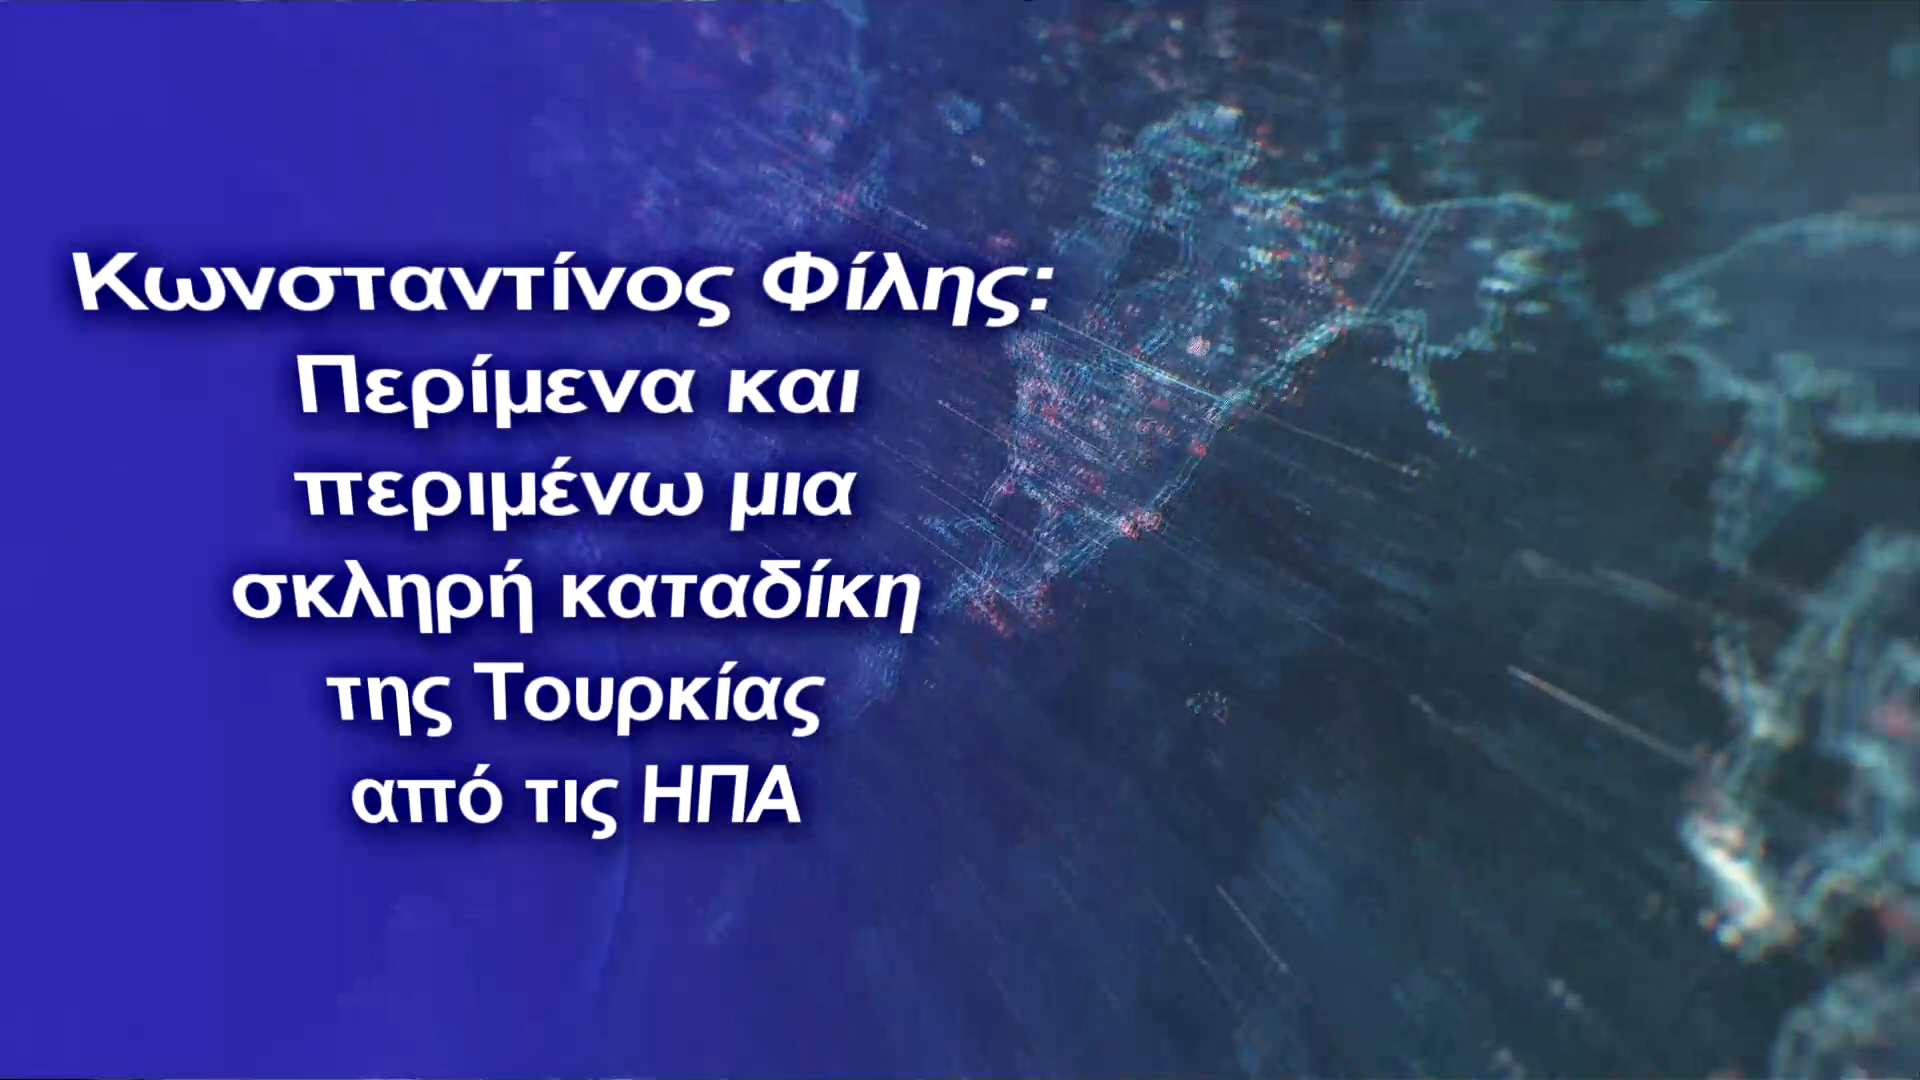 Κωνσταντίνος Φίλης:
Περίμενα και
περιμένω μια
σκληρή καταδίκη
της Τουρκίας
από τις ΗΠΑ